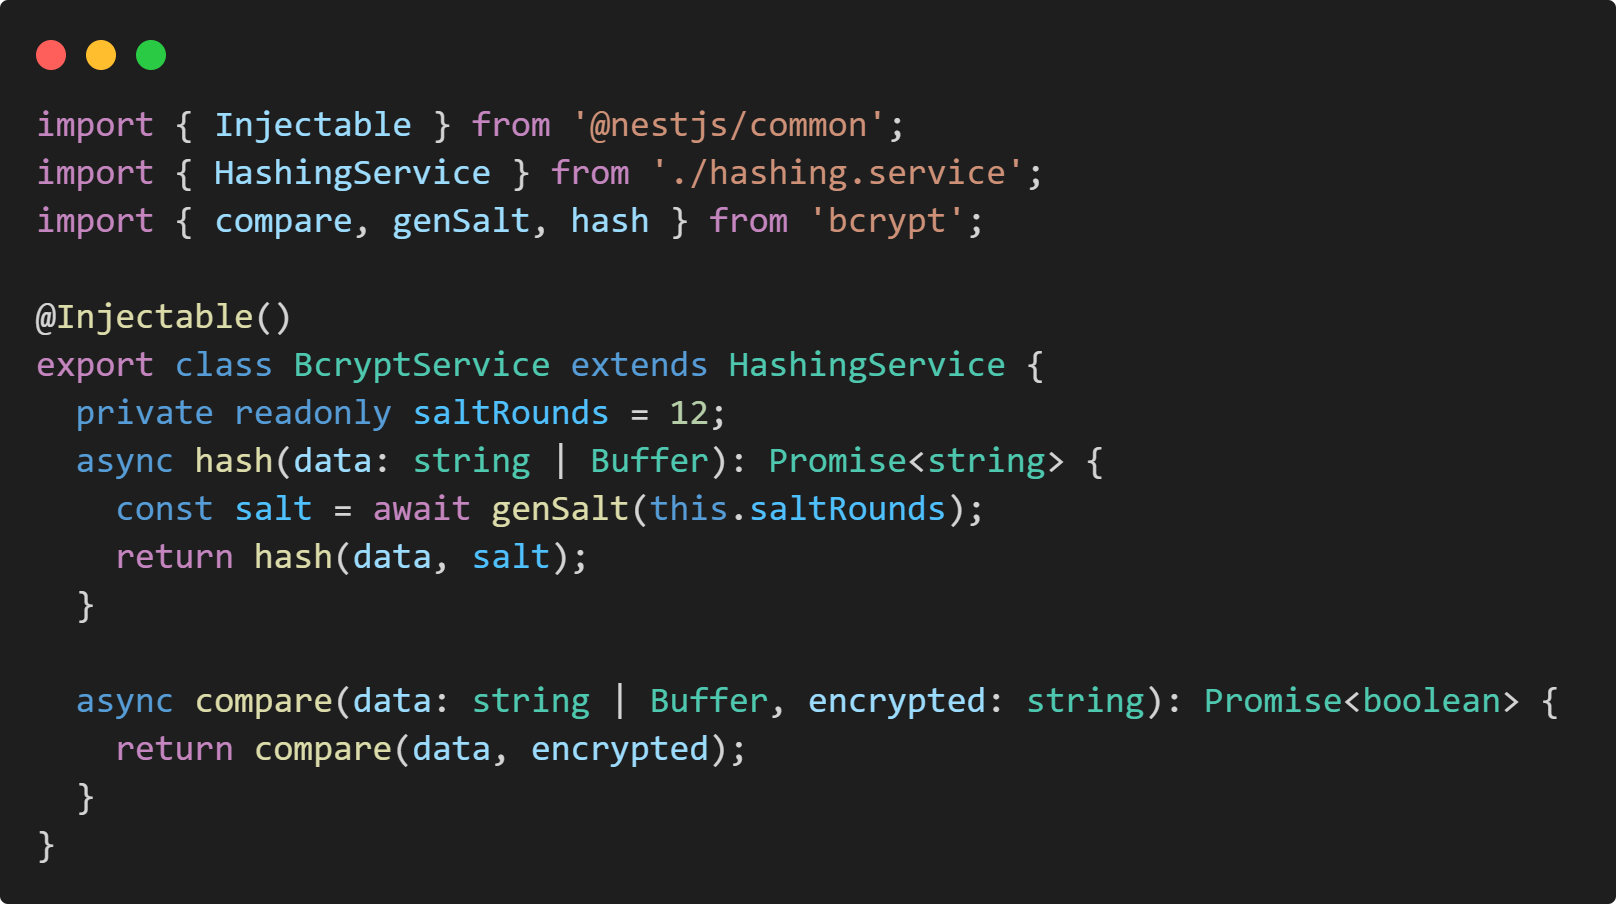 import { Injectable } from '@nestjs/common';
import { HashingService } from './hashing.service';
import { compare, genSalt, hash } from 'bcrypt';

@Injectable()
export class BcryptService extends HashingService {
  private readonly saltRounds = 12;
  async hash(data: string | Buffer): Promise<string> {
    const salt = await genSalt(this.saltRounds);
    return hash(data, salt);
  }

  async compare(data: string | Buffer, encrypted: string): Promise<boolean> {
    return compare(data, encrypted);
  }
}